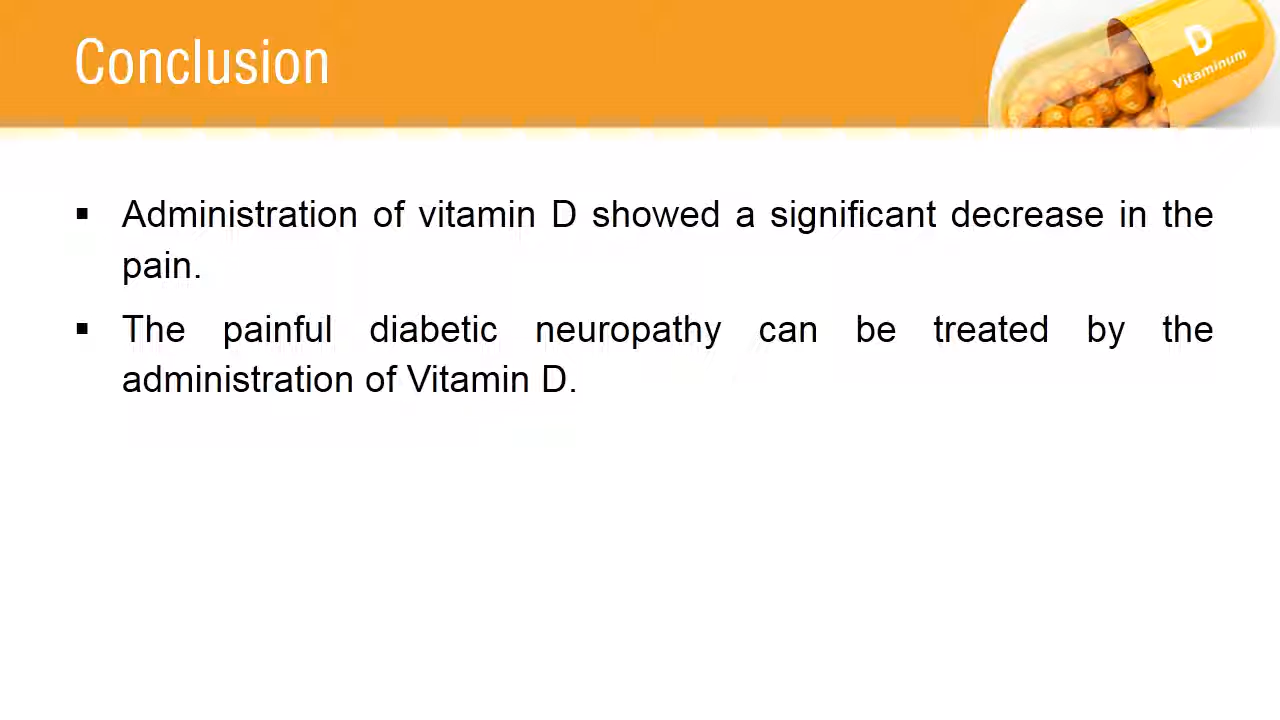 Conclusion
D
Vitaminum
▪ Administration of vitamin D showed a significant decrease in the
pain.
▪ The painful diabetic neuropathy can be treated by the
administration of Vitamin D.